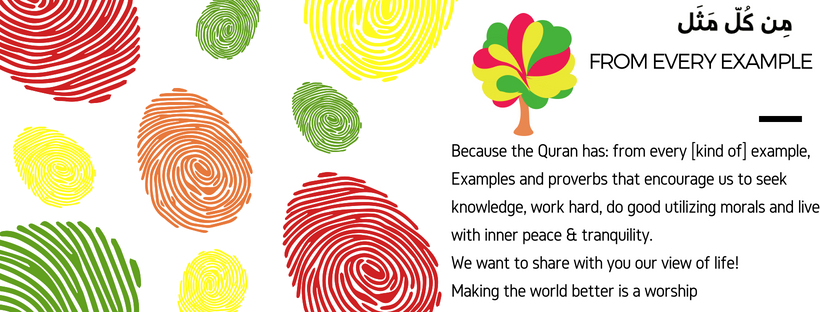 مِن كُلّ مَثَل
FROM EVERY EXAMPLE
Because the Quran has: from every [kind of] example,
Examples and proverbs that encourage us to seek
knowledge, work hard, do good utilizing morals and live
with inner peace & tranquility.
We want to share with you our view of life!
Making the world better is a worship